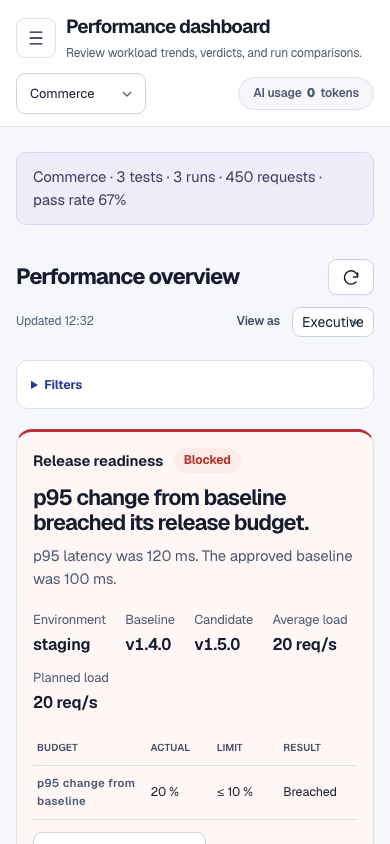 Performance dashboard
Review workload trends, verdicts, and run comparisons.
Commerce
AI usage 0 tokens
Commerce · 3 tests · 3 runs · 450 requests ·
pass rate 67%
Performance overview
Updated 12:32
View as
Executive
Filters
Release readiness
Blocked
p95 change from baseline
breached its release budget.
p95 latency was 120 ms. The approved baseline
was 100 ms.
Environment Baseline Candidate Average load
staging v1.4.0 v1.5.0 20 req/s
Planned load
20 req/s
BUDGET ACTUAL LIMIT RESULT
p95 change from
baseline
20 % ≤ 10 % Breached